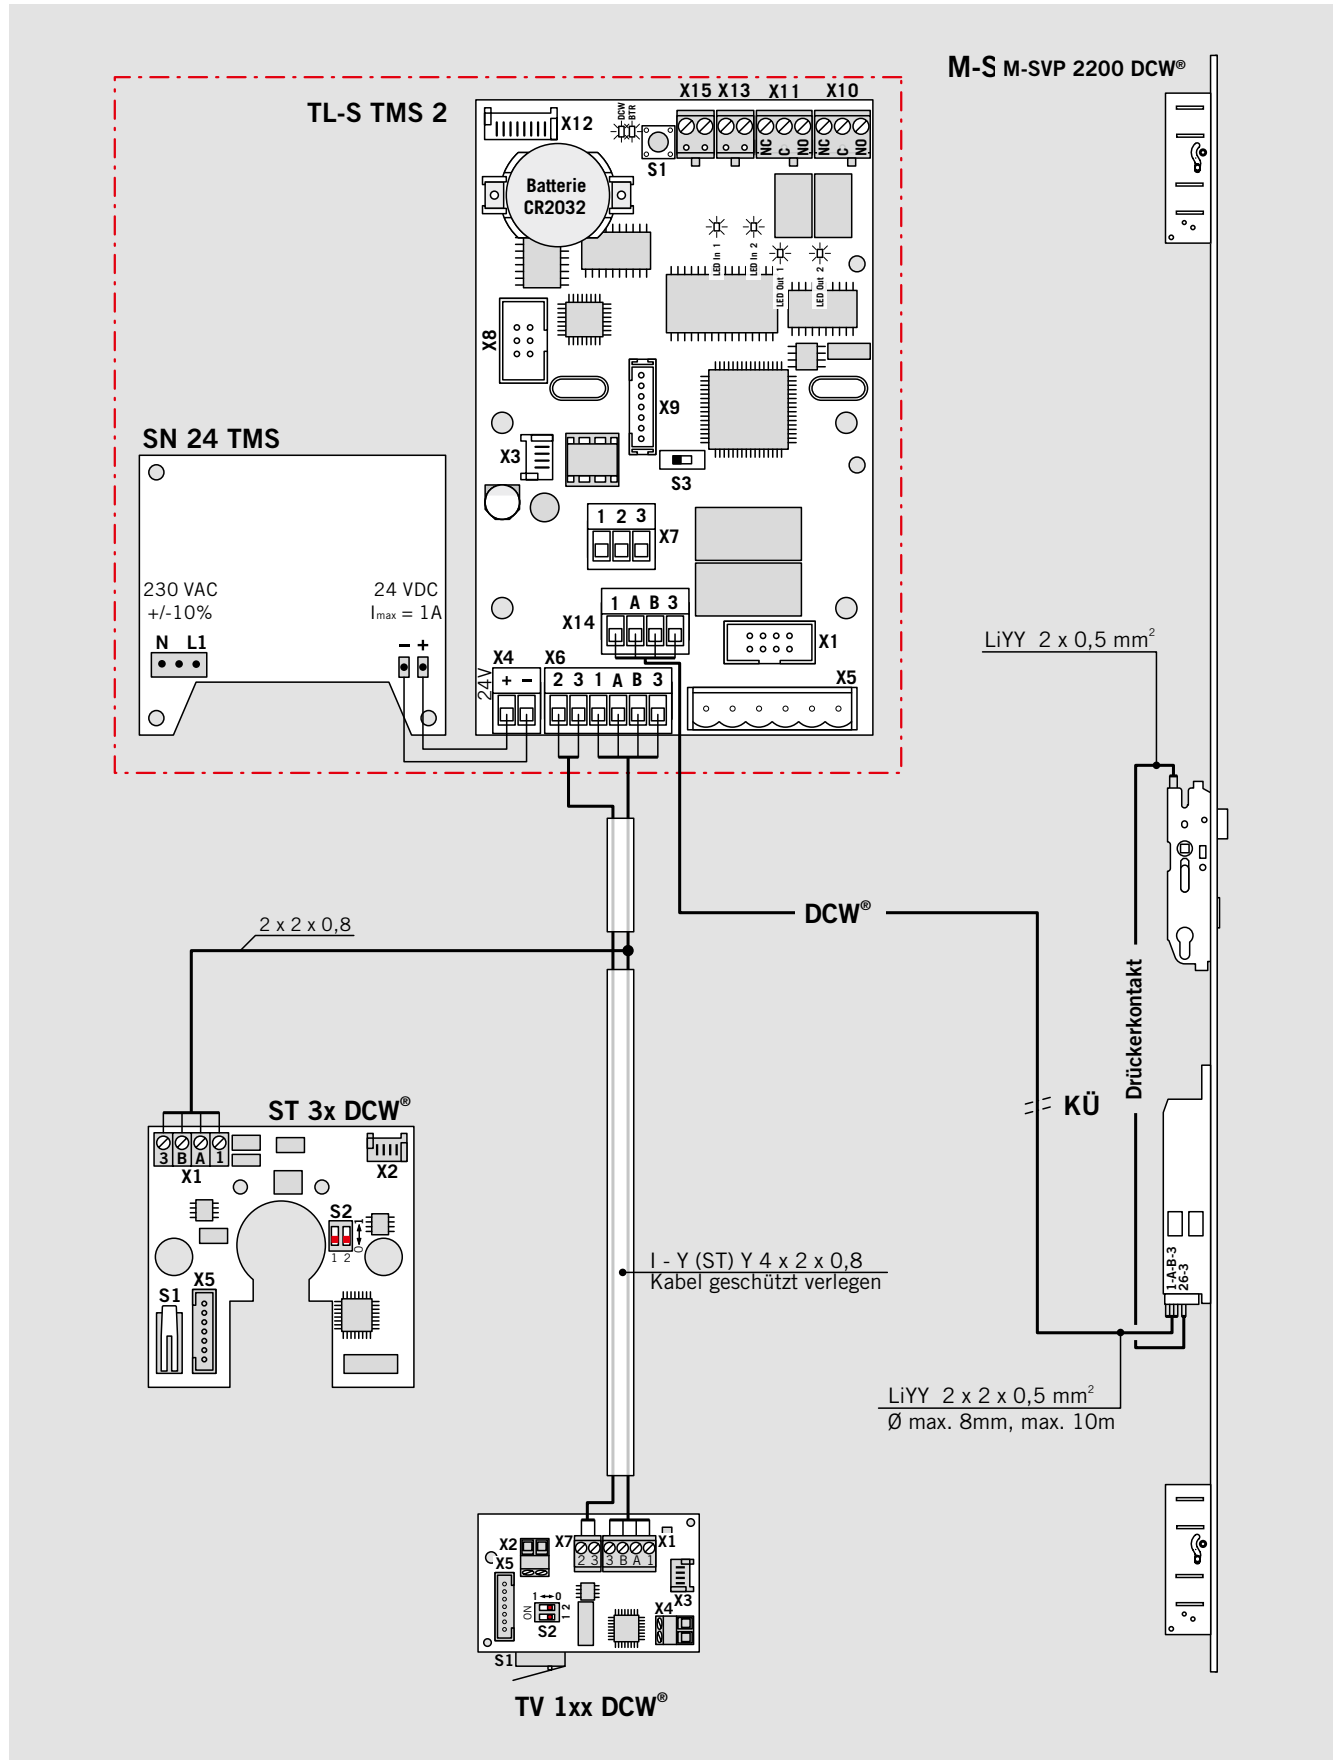 M-S M-SVP 2200 DCW®
TL-S TMS 2
X12
DCW
BTR
S1
X15 X13 X11 X10
NC C NO NC C NO
Batterie
CR2032
LED In 1
LED In 2
LED Out 1
LED Out 2
X8
X9
X3
S3
1 2 3
X7
1 A B 3
X14
X1
X4
24V
+ −
X6
2 3 1 A B 3
X5
SN 24 TMS
230 VAC
+/-10%
24 VDC
Imax = 1A
N L1
− +
LiYY 2 x 0,5 mm²
DCW®
2 x 2 x 0,8
Drückerkontakt
KÜ
ST 3x DCW®
3 B A 1
X1
X2
S2
1 2
0 1
S1
X5
I - Y (ST) Y 4 x 2 x 0,8
Kabel geschützt verlegen
1-A-B-3
26-3
LiYY 2 x 2 x 0,5 mm²
Ø max. 8mm, max. 10m
X2
X7
X1
2 3 3 B A 1
X5
X3
1 0
ON
1 2
S2
X4
S1
TV 1xx DCW®